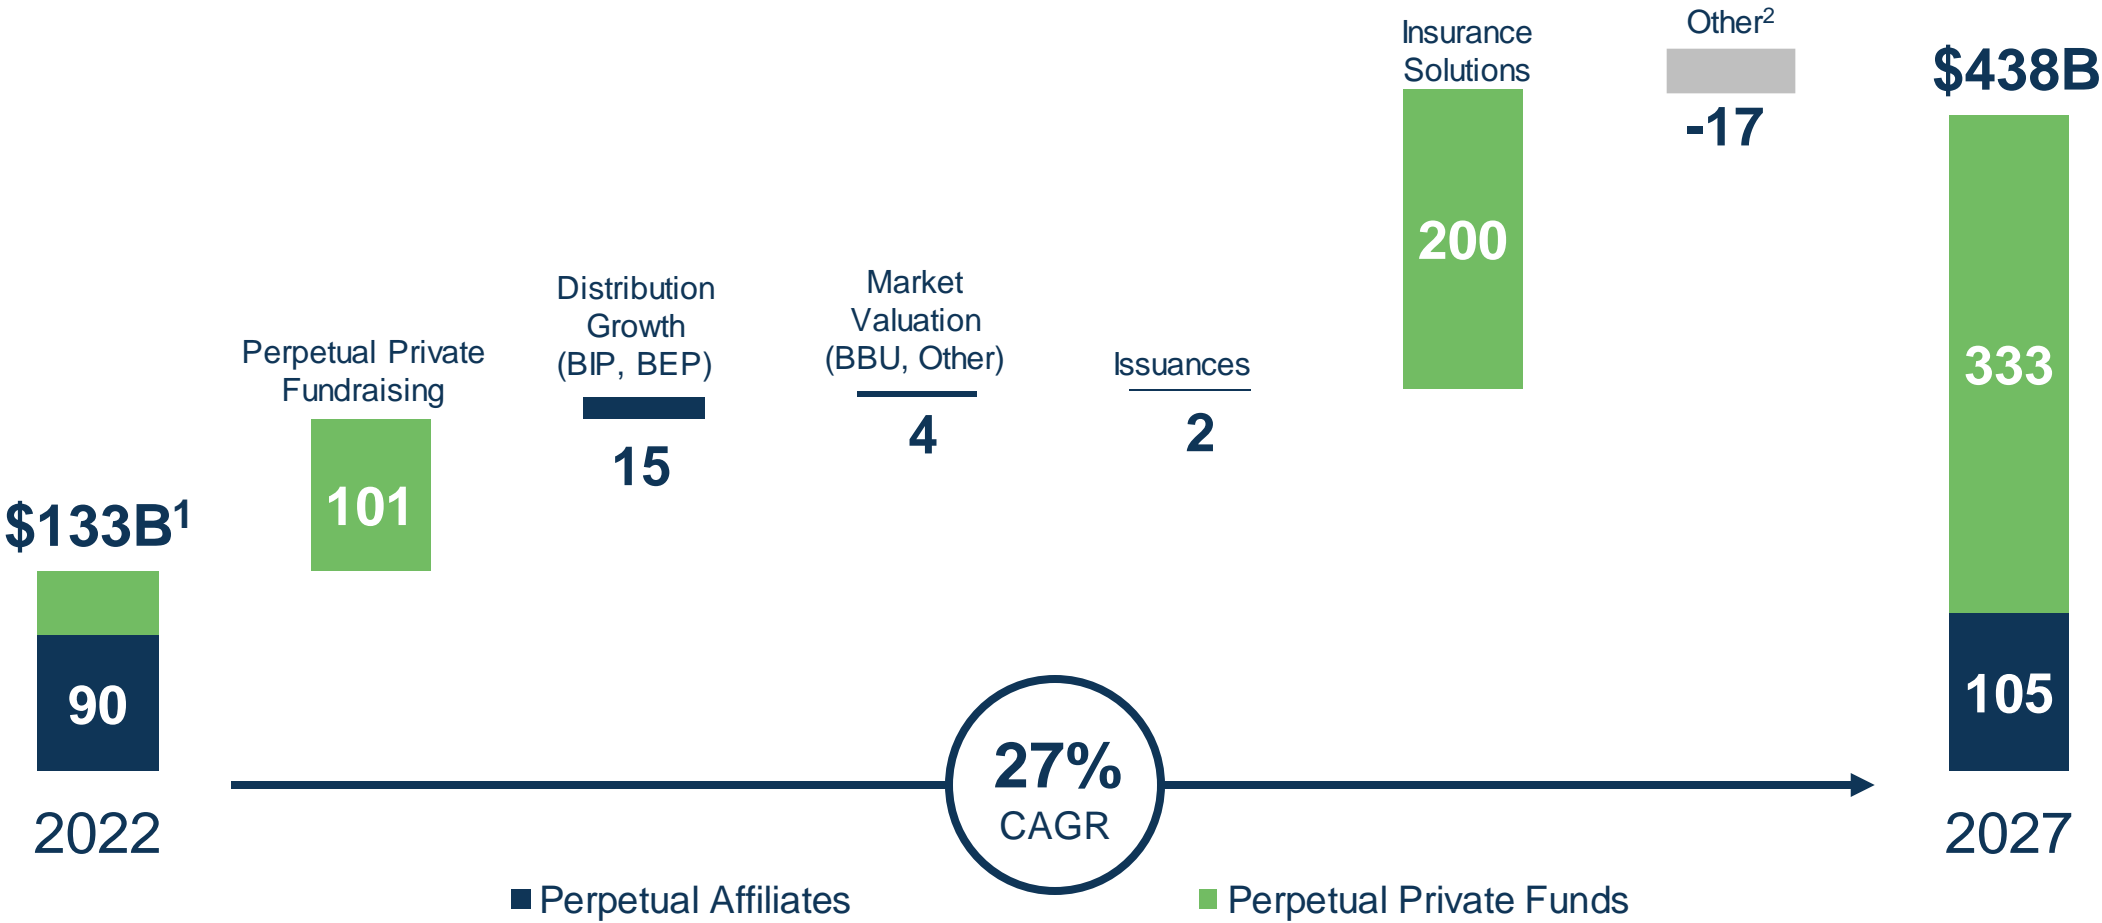 $133B1
90
2022
Perpetual Private
Fundraising
101
Distribution
Growth
(BIP, BEP)
15
Market
Valuation
(BBU, Other)
4
Issuances
2
Insurance
Solutions
200
Other2
-17
$438B
333
105
2027
27%
CAGR
Perpetual Affiliates
Perpetual Private Funds